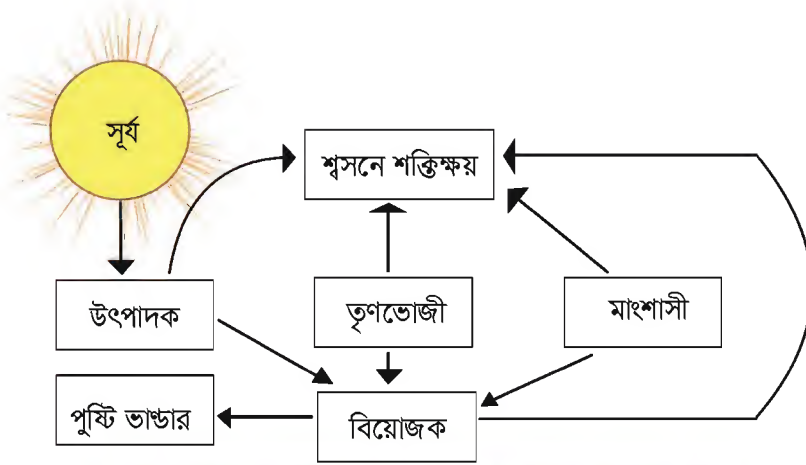 সূর্য
শ্বসনে শক্তিক্ষয়
উৎপাদক
তৃণভোজী
মাংশাসী
পুষ্টি ভান্ডার
বিয়োজক